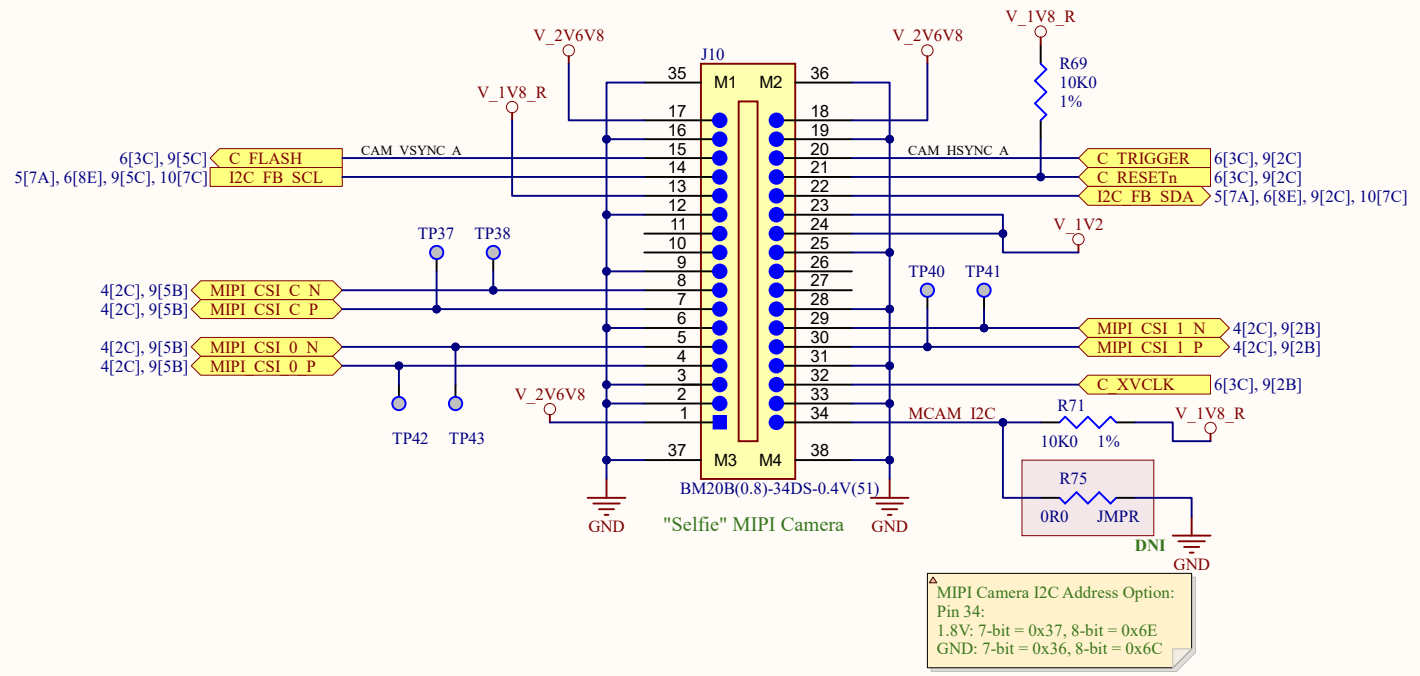 V_1V8_R
V_2V6V8
J10
V_2V6V8
R69
10K0
1%
35
M1 M2
36
V_1V8_R
17
18
16
19
6[3C], 9[5C]
C_FLASH
CAM_VSYNC_A
15
20
CAM_HSYNC_A
C_TRIGGER
6[3C], 9[2C]
5[7A], 6[8E], 9[5C], 10[7C]
I2C_FB_SCL
14
21
C_RESETn
6[3C], 9[2C]
13
22
I2C_FB_SDA
5[7A], 6[8E], 9[2C], 10[7C]
12
23
TP37
TP38
11
24
V_1V2
10
25
9
26
TP40
TP41
4[2C], 9[5B]
MIPI_CSI_C_N
8
27
4[2C], 9[5B]
MIPI_CSI_C_P
7
28
6
29
MIPI_CSI_1_N
4[2C], 9[2B]
4[2C], 9[5B]
MIPI_CSI_0_N
5
30
MIPI_CSI_1_P
4[2C], 9[2B]
4[2C], 9[5B]
MIPI_CSI_0_P
4
31
3
32
C_XVCLK
6[3C], 9[2B]
V_2V6V8
2
33
1
34
MCAM_I2C
R71
V_1V8_R
TP42
TP43
10K0 1%
37
M3 M4
38
BM20B(0.8)-34DS-0.4V(51)
R75
0R0 JMPR
GND
"Selfie" MIPI Camera
GND
DNI
GND
MIPI Camera I2C Address Option:
Pin 34:
1.8V: 7-bit = 0x37, 8-bit = 0x6E
GND: 7-bit = 0x36, 8-bit = 0x6C